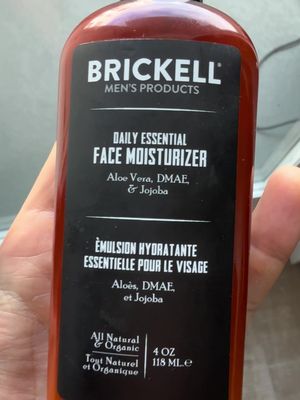 BRICKELL®
MEN'S PRODUCTS
DAILY ESSENTIAL
FACE MOISTURIZER
Aloe Vera, DMAE,
& Jojoba
ÈMULSION HYDRATANTE
ESSENTIELLE POUR LE VISAGE
Aloès, DMAE,
et Jojoba
All Natural
& Organic
Tout Naturel
et Organique
4 OZ
118 ML ℮